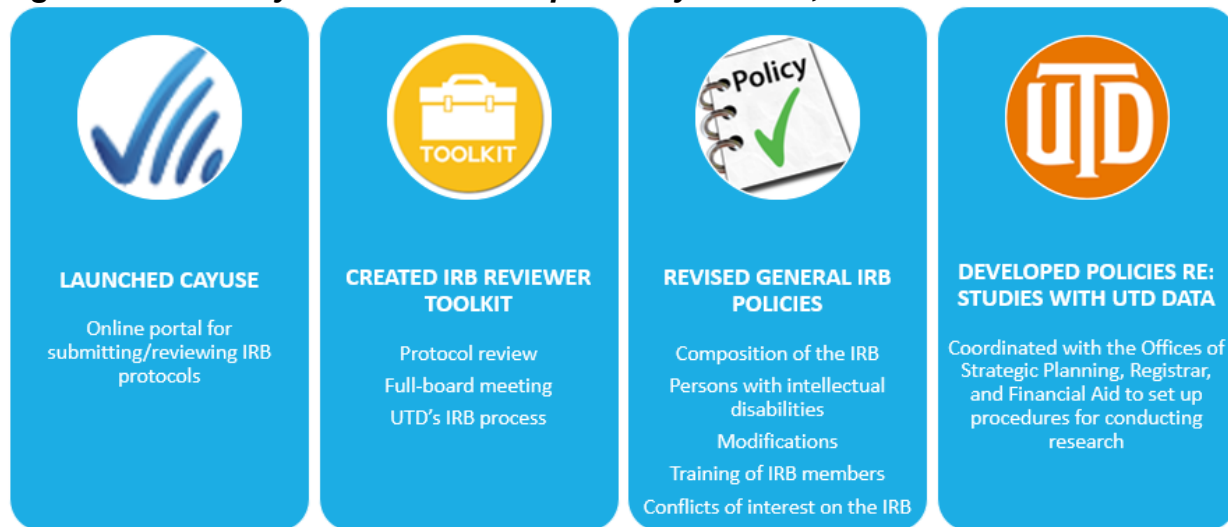 TOOLKIT
Policy
UTD
LAUNCHED CAYUSE
Online portal for
submitting/reviewing IRB
protocols
CREATED IRB REVIEWER
TOOLKIT
Protocol review
Full-board meeting
UTD's IRB process
REVISED GENERAL IRB
POLICIES
Composition of the IRB
Persons with intellectual
disabilities
Modifications
Training of IRB members
Conflicts of interest on the IRB
DEVELOPED POLICIES RE:
STUDIES WITH UTD DATA
Coordinated with the Offices of
Strategic Planning, Registrar,
and Financial Aid to set up
procedures for conducting
research